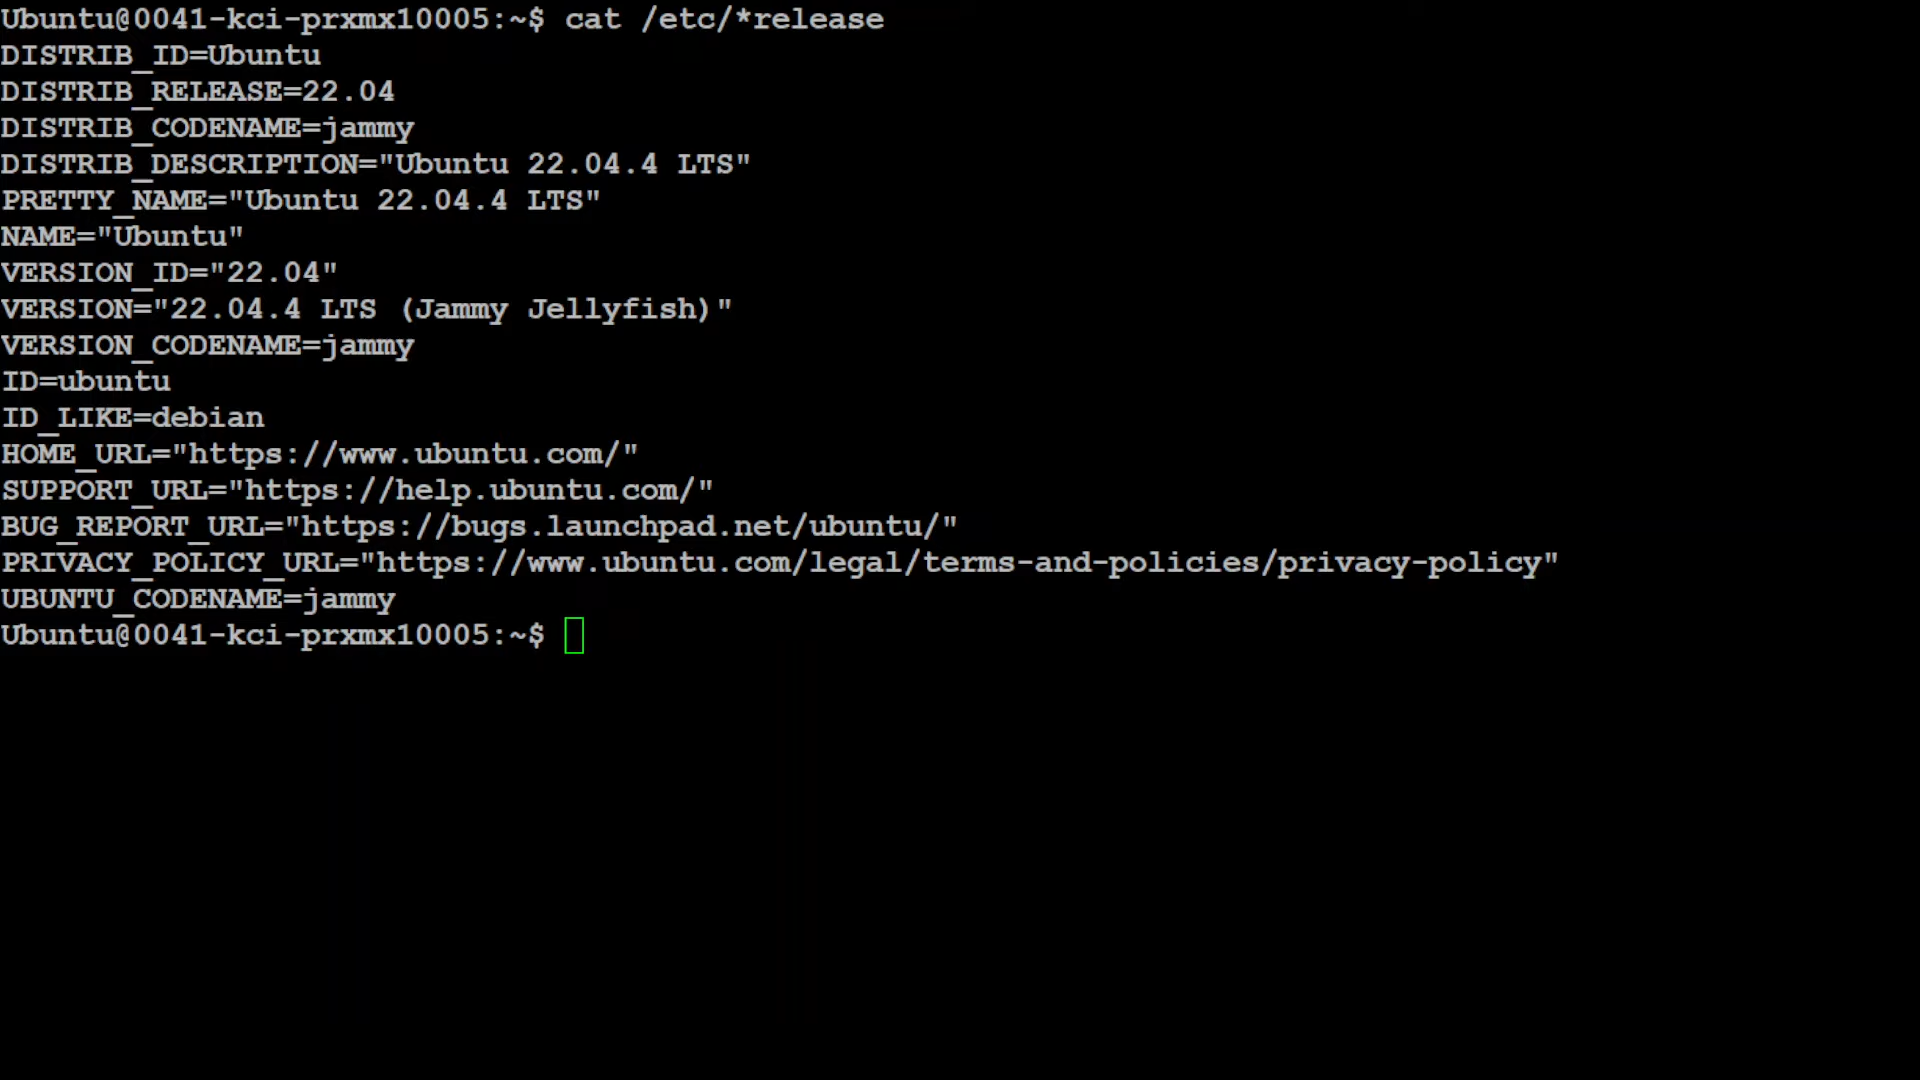 Ubuntu@0041-kci-prxmx10005:~$ cat /etc/*release
DISTRIB_ID=Ubuntu
DISTRIB_RELEASE=22.04
DISTRIB_CODENAME=jammy
DISTRIB_DESCRIPTION="Ubuntu 22.04.4 LTS"
PRETTY_NAME="Ubuntu 22.04.4 LTS"
NAME="Ubuntu"
VERSION_ID="22.04"
VERSION="22.04.4 LTS (Jammy Jellyfish)"
VERSION_CODENAME=jammy
ID=ubuntu
ID_LIKE=debian
HOME_URL="https://www.ubuntu.com/"
SUPPORT_URL="https://help.ubuntu.com/"
BUG_REPORT_URL="https://bugs.launchpad.net/ubuntu/"
PRIVACY_POLICY_URL="https://www.ubuntu.com/legal/terms-and-policies/privacy-policy"
UBUNTU_CODENAME=jammy
Ubuntu@0041-kci-prxmx10005:~$